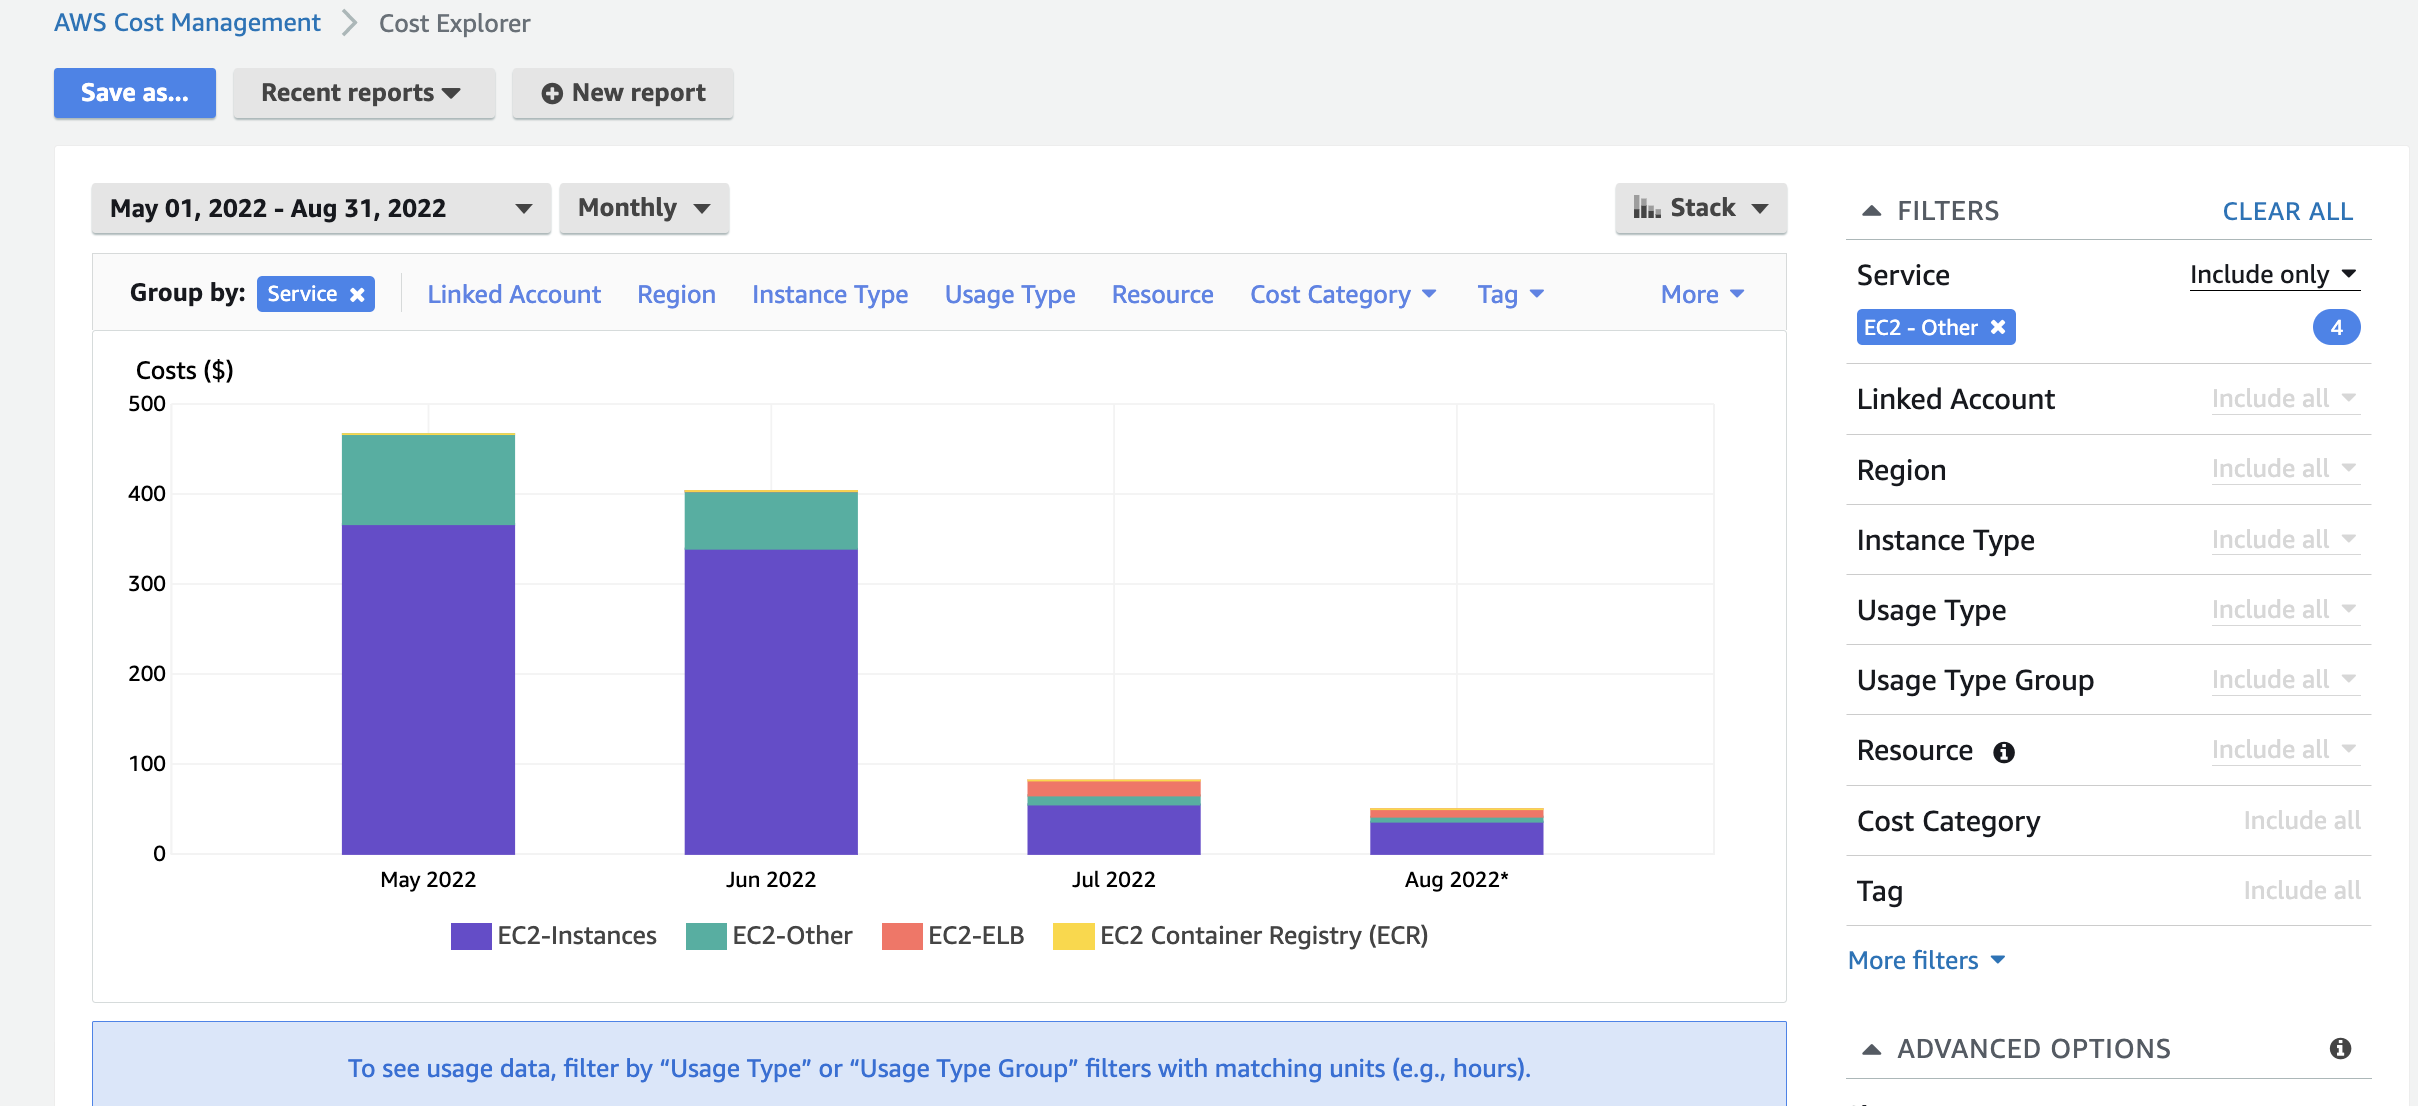 AWS Cost Management > Cost Explorer
Save as...
Recent reports
New report
May 01, 2022 - Aug 31, 2022
Monthly
Stack
Group by: Service Linked Account Region Instance Type Usage Type Resource Cost Category Tag More
Costs ($)
500
400
300
200
100
0
May 2022
Jun 2022
Jul 2022
Aug 2022*
EC2-Instances
EC2-Other
EC2-ELB
EC2 Container Registry (ECR)
To see usage data, filter by “Usage Type” or “Usage Type Group” filters with matching units (e.g., hours).
FILTERS CLEAR ALL
Service Include only
EC2 - Other 4
Linked Account Include all
Region Include all
Instance Type Include all
Usage Type Include all
Usage Type Group Include all
Resource Include all
Cost Category Include all
Tag Include all
More filters
ADVANCED OPTIONS